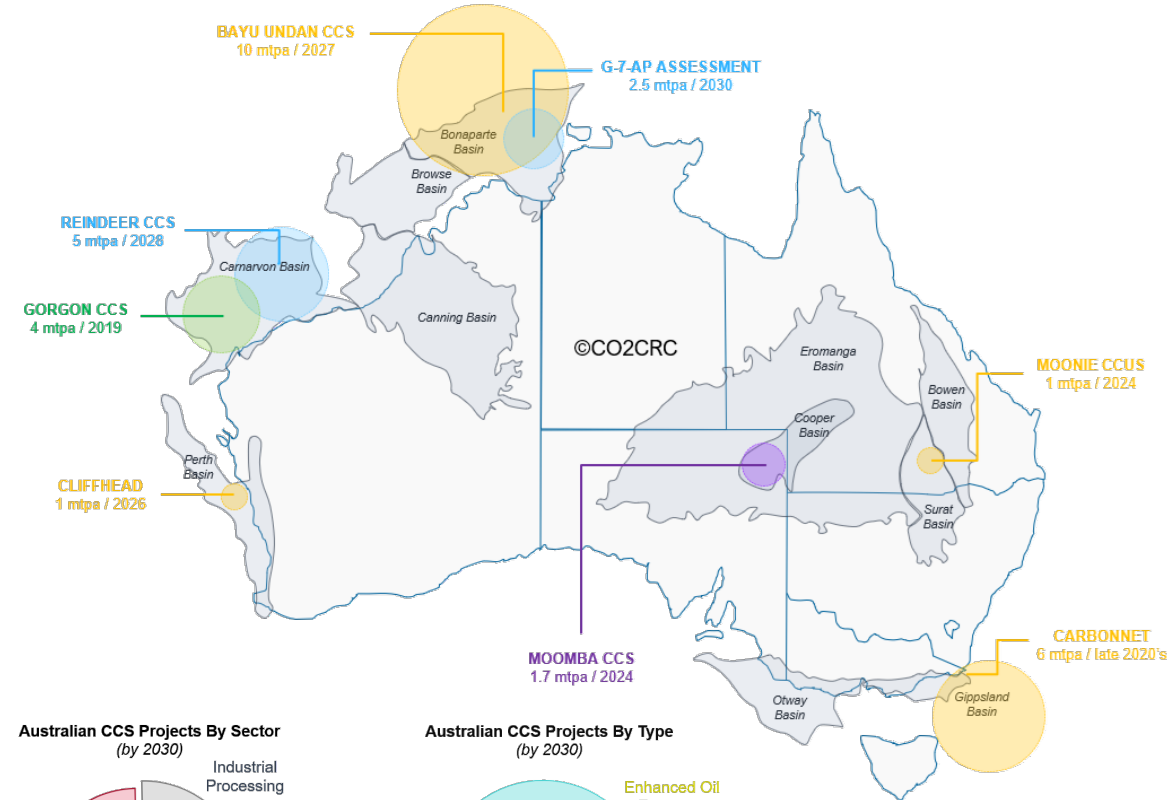 BAYU UNDAN CCS
10 mtpa / 2027
G-7-AP ASSESSMENT
2.5 mtpa / 2030
Bonaparte
Basin
Browse
Basin
REINDEER CCS
5 mtpa / 2028
Carnarvon Basin
GORGON CCS
4 mtpa / 2019
Canning Basin
©CO2CRC
Eromanga
Basin
MOONIE CCUS
1 mtpa / 2024
Bowen
Basin
Cooper
Basin
Perth
Basin
CLIFFHEAD
1 mtpa / 2026
Surat
Basin
MOOMBA CCS
1.7 mtpa / 2024
CARBONNET
6 mtpa / late 2020's
Otway
Basin
Gippsland
Basin
Australian CCS Projects By Sector
(by 2030)
Industrial
Processing
Australian CCS Projects By Type
(by 2030)
Enhanced Oil